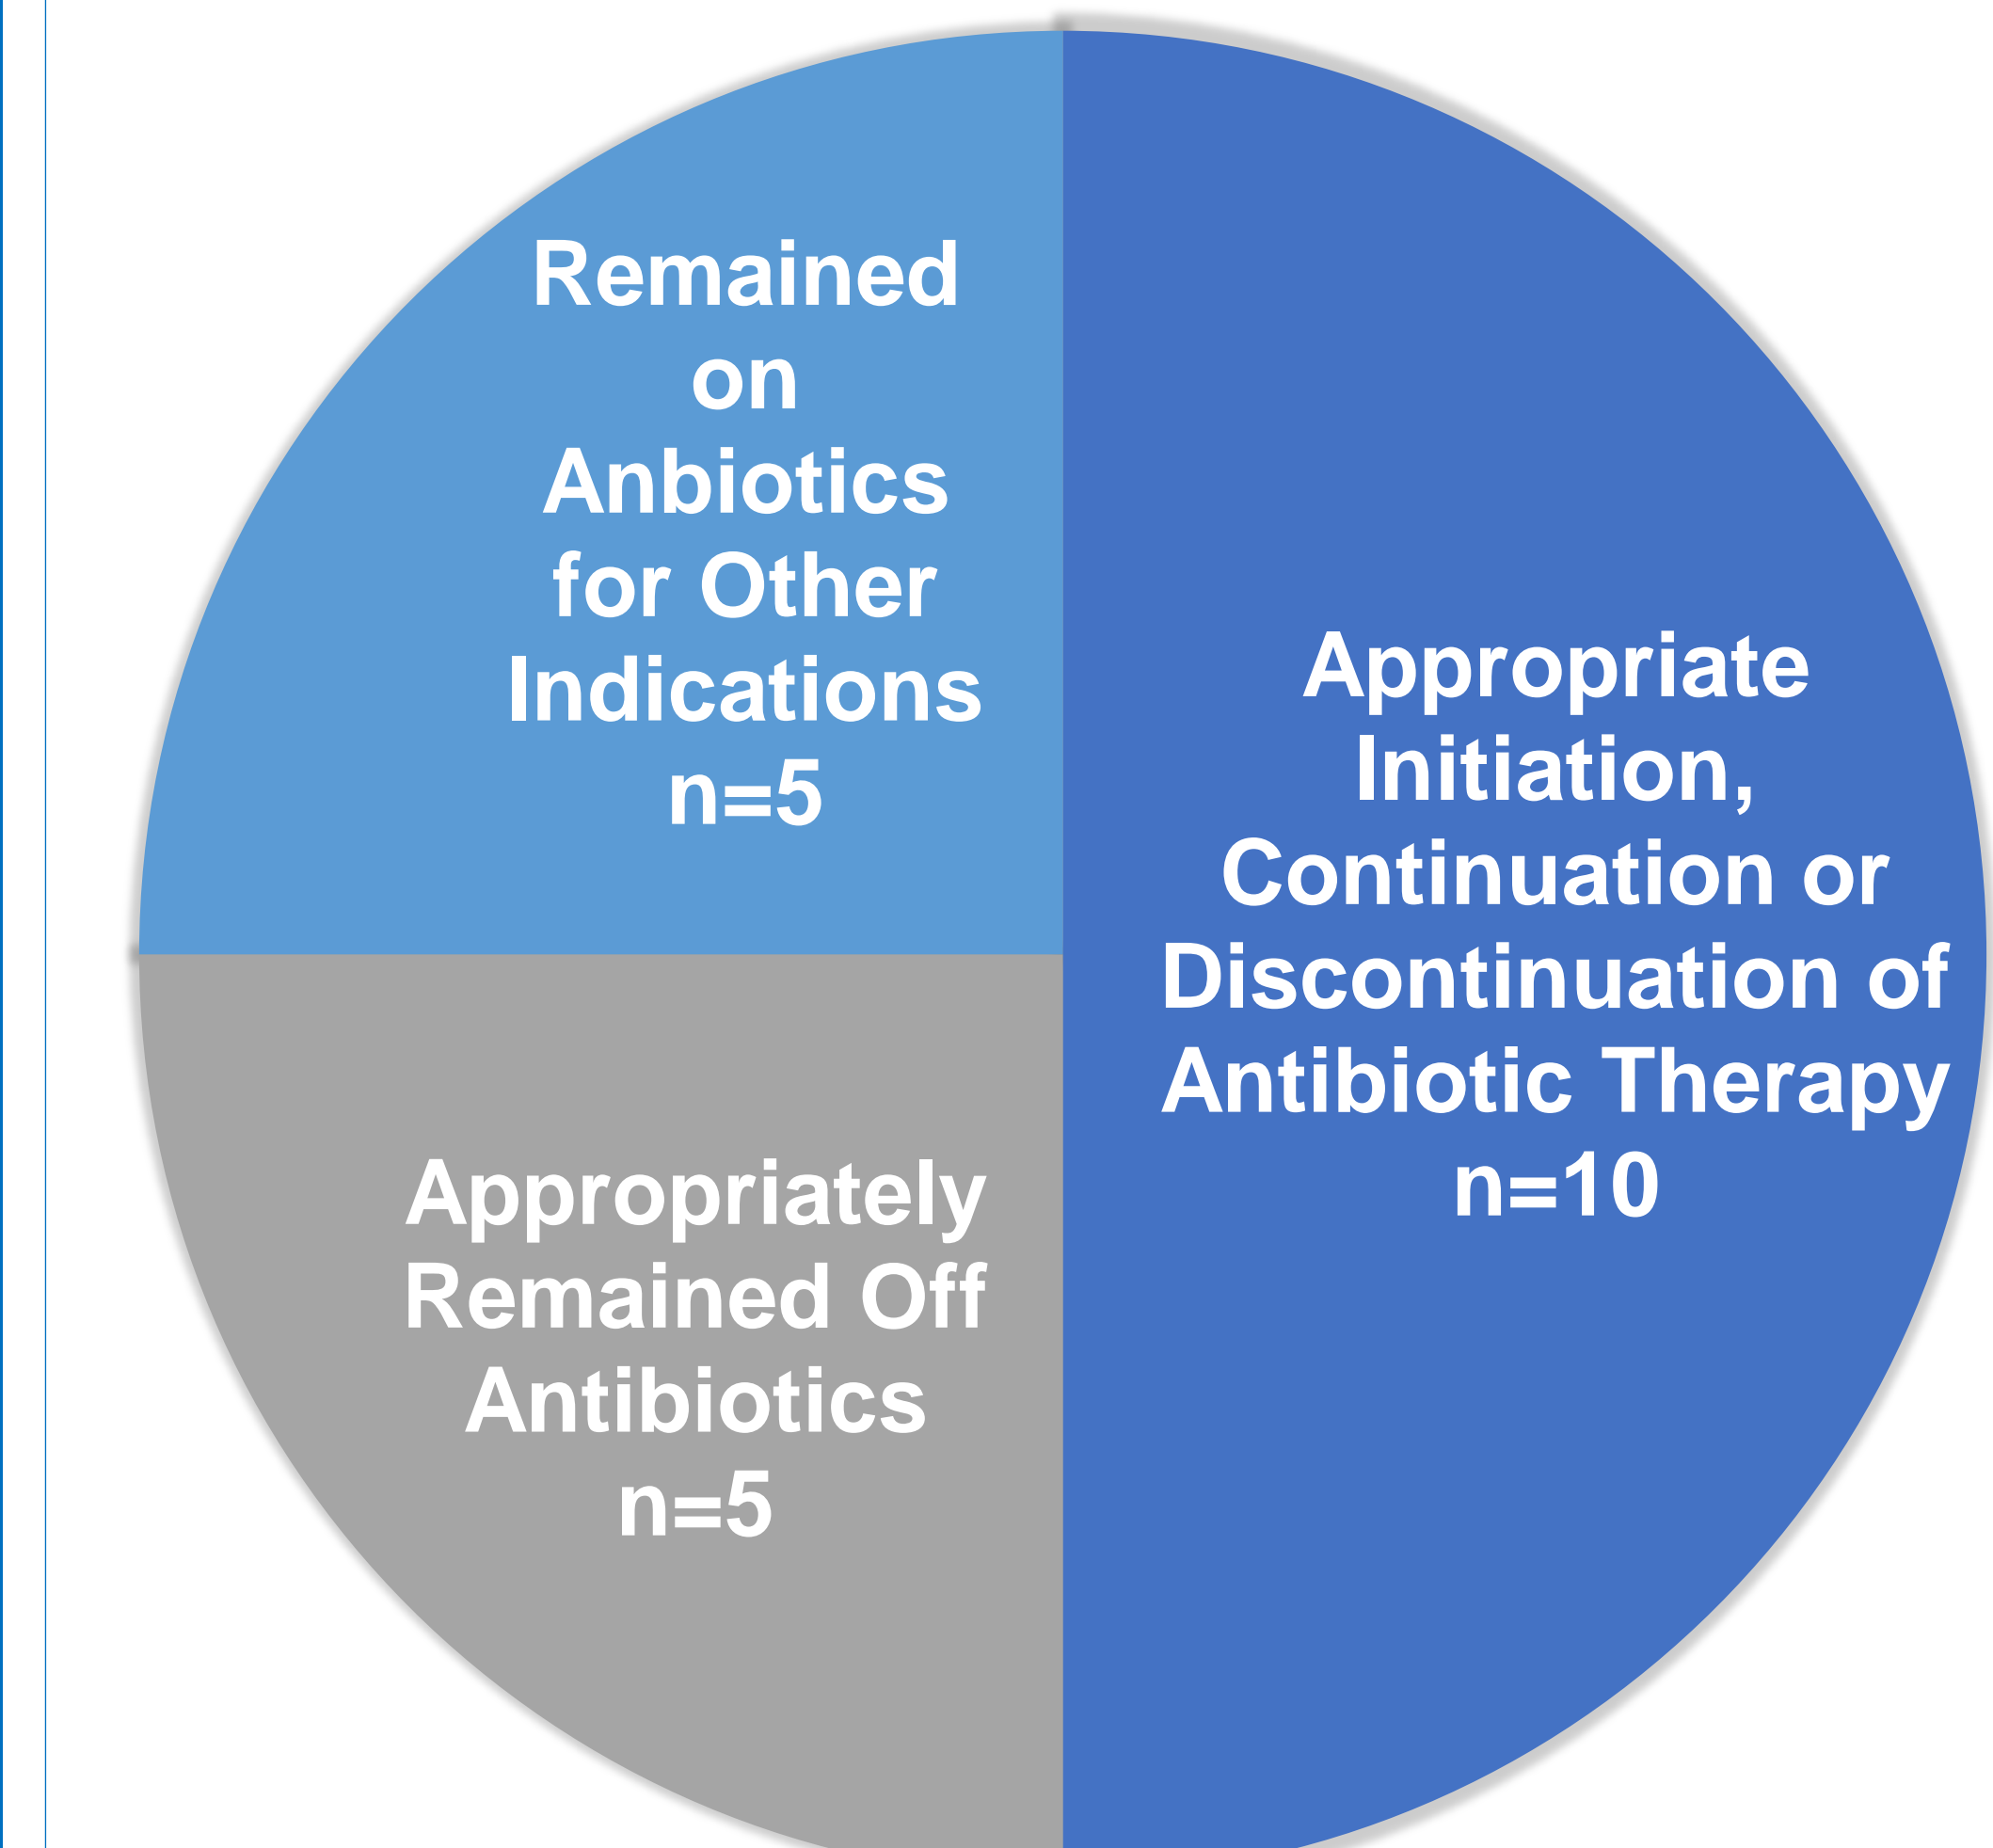 Remained
on
Anbiotics
for Other
Indications
n=5
Appropriate
Initiation,
Continuation or
Discontinuation of
Antibiotic Therapy
n=10
Appropriately
Remained Off
Antibiotics
n=5